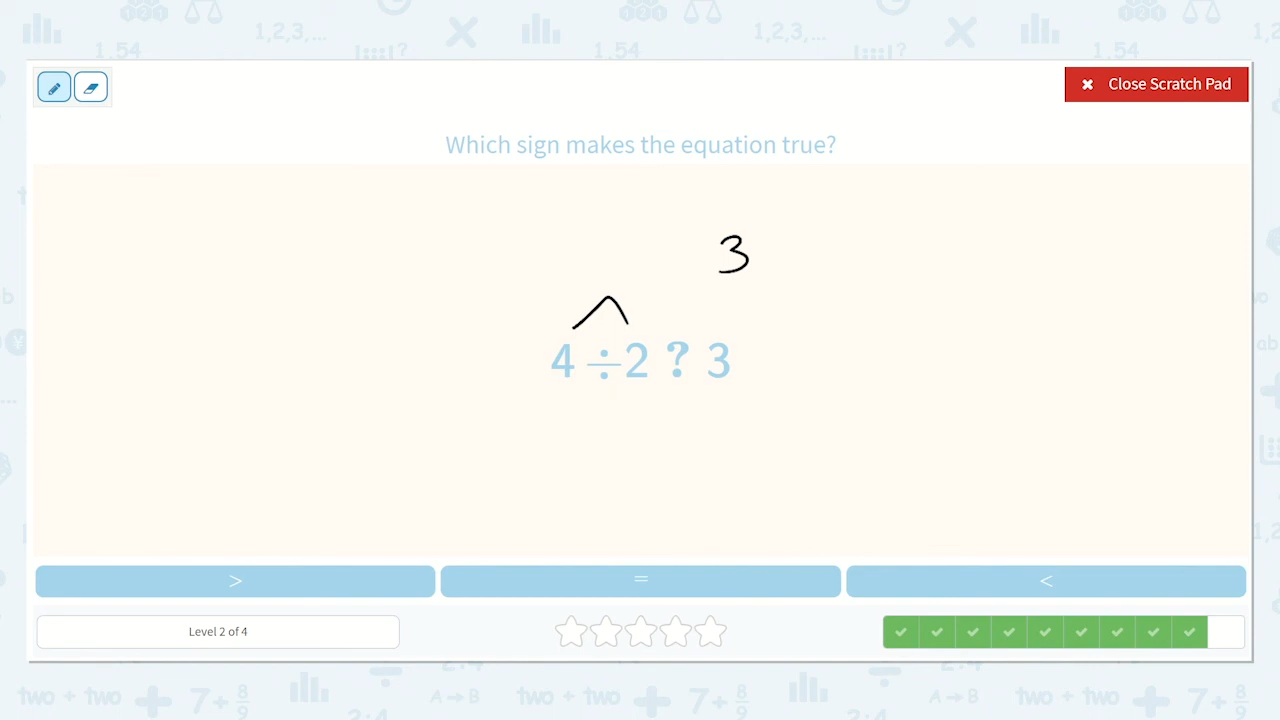 Close Scratch Pad
Which sign makes the equation true?
3
4 ÷ 2 ? 3
> = <
Level 2 of 4